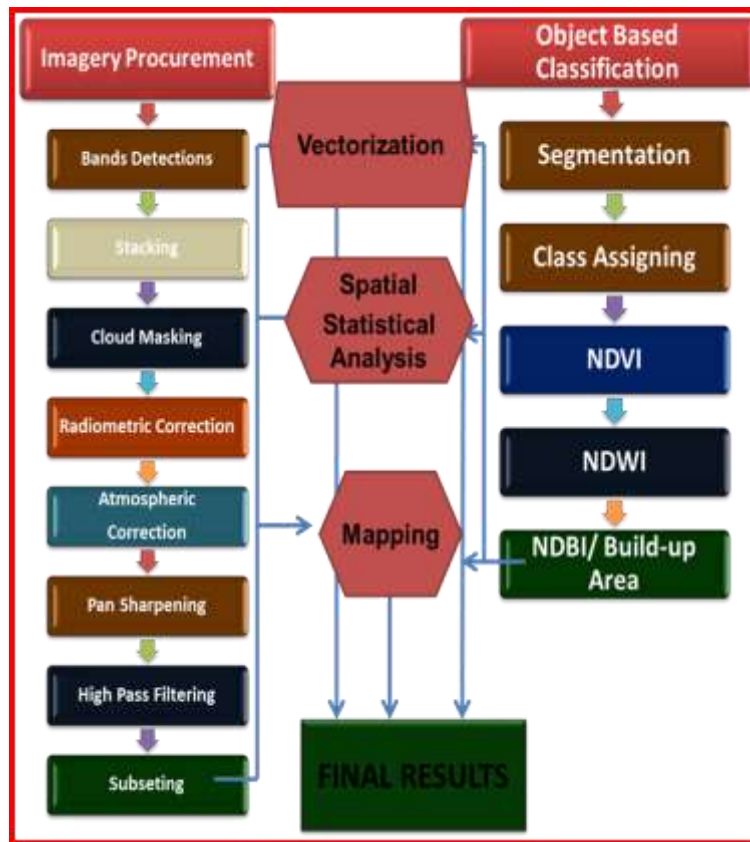 Imagery Procurement
Bands Detections
Stacking
Cloud Masking
Radiometric Correction
Atmospheric
Correction
Pan Sharpening
High Pass Filtering
Subseting
Vectorization
Spatial
Statistical
Analysis
Mapping
FINAL RESULTS
Object Based
Classification
Segmentation
Class Assigning
NDVI
NDWI
NDBI/ Build-up
Area